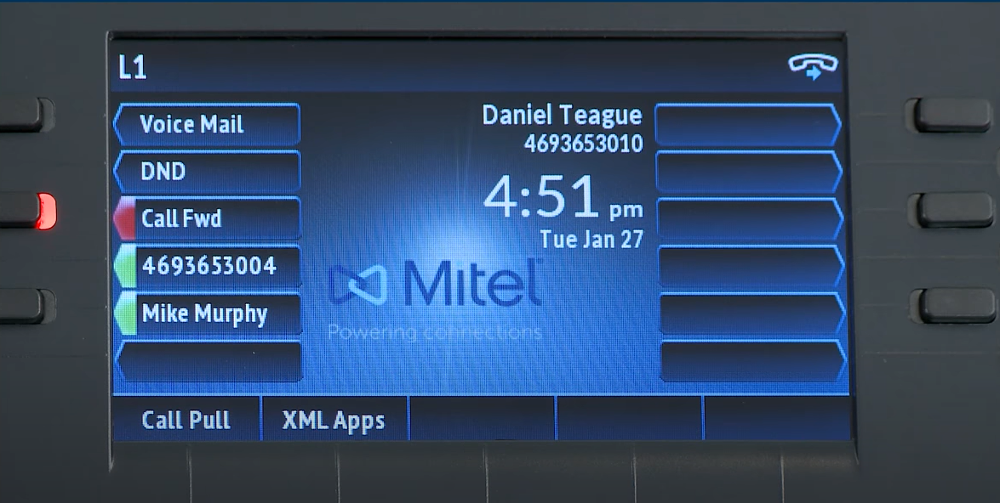 L1
Voice Mail
DND
Call Fwd
4693653004
Mike Murphy
Daniel Teague
4693653010
4:51 pm
Tue Jan 27
Mitel
Powering connections
Call Pull
XML Apps